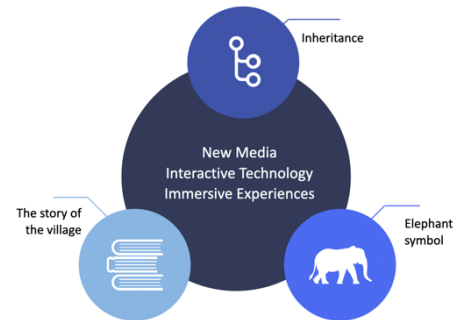 Inheritance
New Media
Interactive Technology
Immersive Experiences
The story of
the village
Elephant
symbol